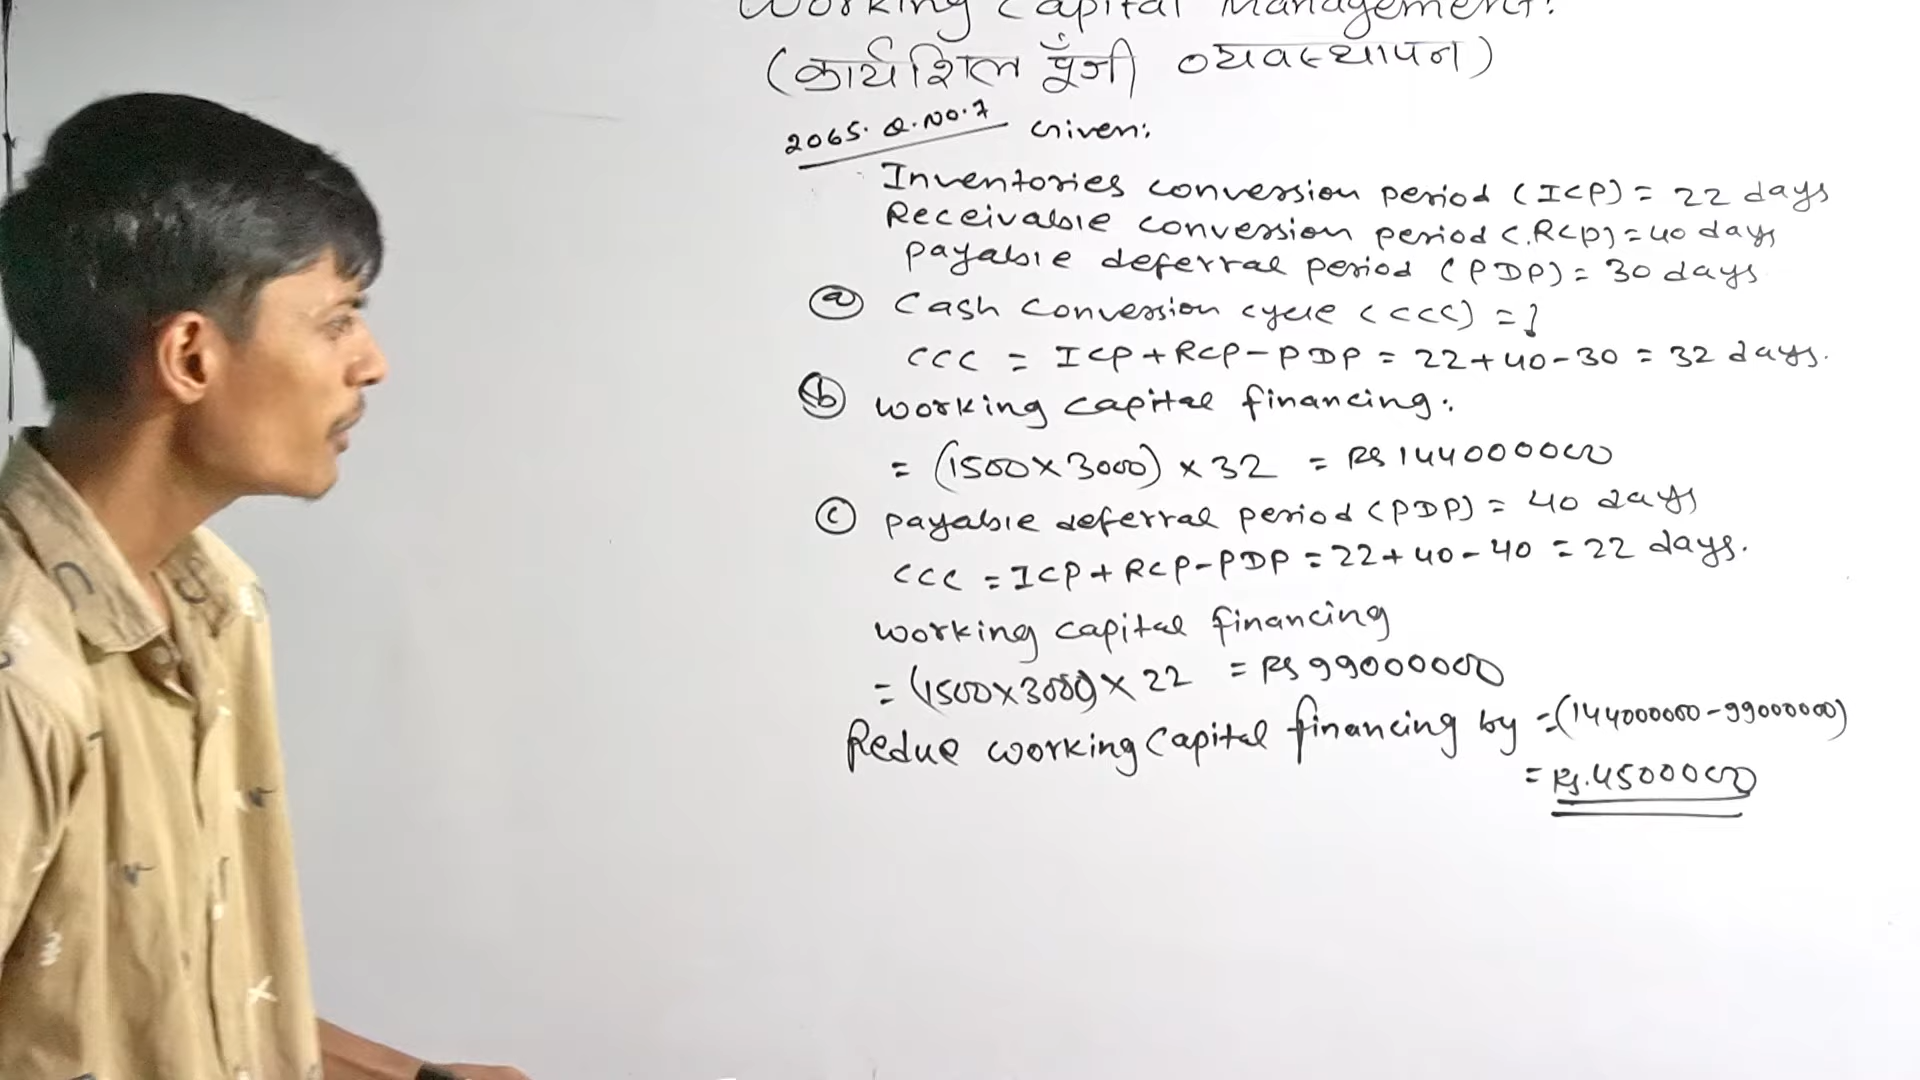 Working Capital Management:
(कार्यशिल पूँजी व्यवस्थापन)
2065. Q.No.7 Given:
Inventories conversion period (ICP) = 22 days
Receivable conversion period (RCP) = 40 days
payable deferral period (PDP) = 30 days
(a) Cash Conversion cycle (CCC) = ?
CCC = ICP + RCP - PDP = 22 + 40 - 30 = 32 days.
(b) working capital financing:
= (1500 x 3000) x 32 = Rs 144000000
(c) payable deferral period (PDP) = 40 days
CCC = ICP + RCP - PDP = 22 + 40 - 40 = 22 days.
working capital financing
= (1500 x 3000) x 22 = Rs 99000000
Redue working Capital financing by = (144000000 - 99000000)
= Rs. 45000000